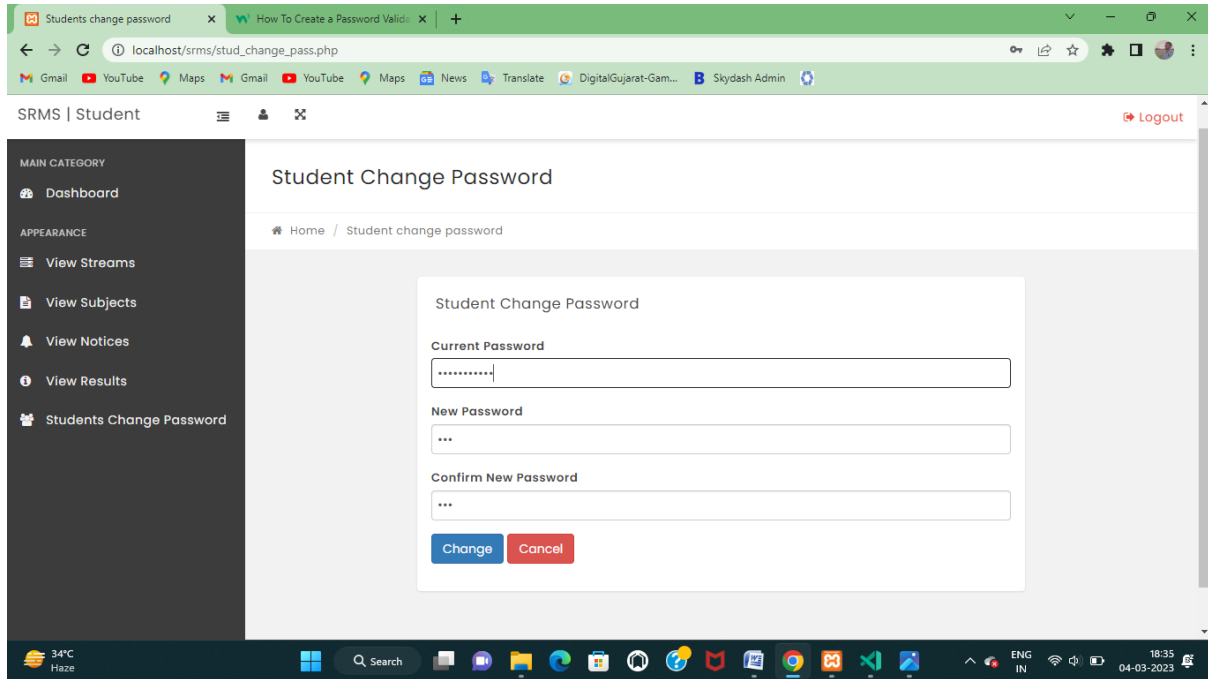 Students change password
How To Create a Password Valida
localhost/srms/stud_change_pass.php
Gmail YouTube Maps Gmail YouTube Maps News Translate DigitalGujarat-Gam... Skydash Admin
SRMS | Student
Logout
MAIN CATEGORY
Dashboard
APPEARANCE
View Streams
View Subjects
View Notices
View Results
Students Change Password
Student Change Password
Home / Student change password
Student Change Password
Current Password
•••••••••••
New Password
•••
Confirm New Password
•••
Change Cancel
34°C
Haze
Search
ENG
IN
18:35
04-03-2023